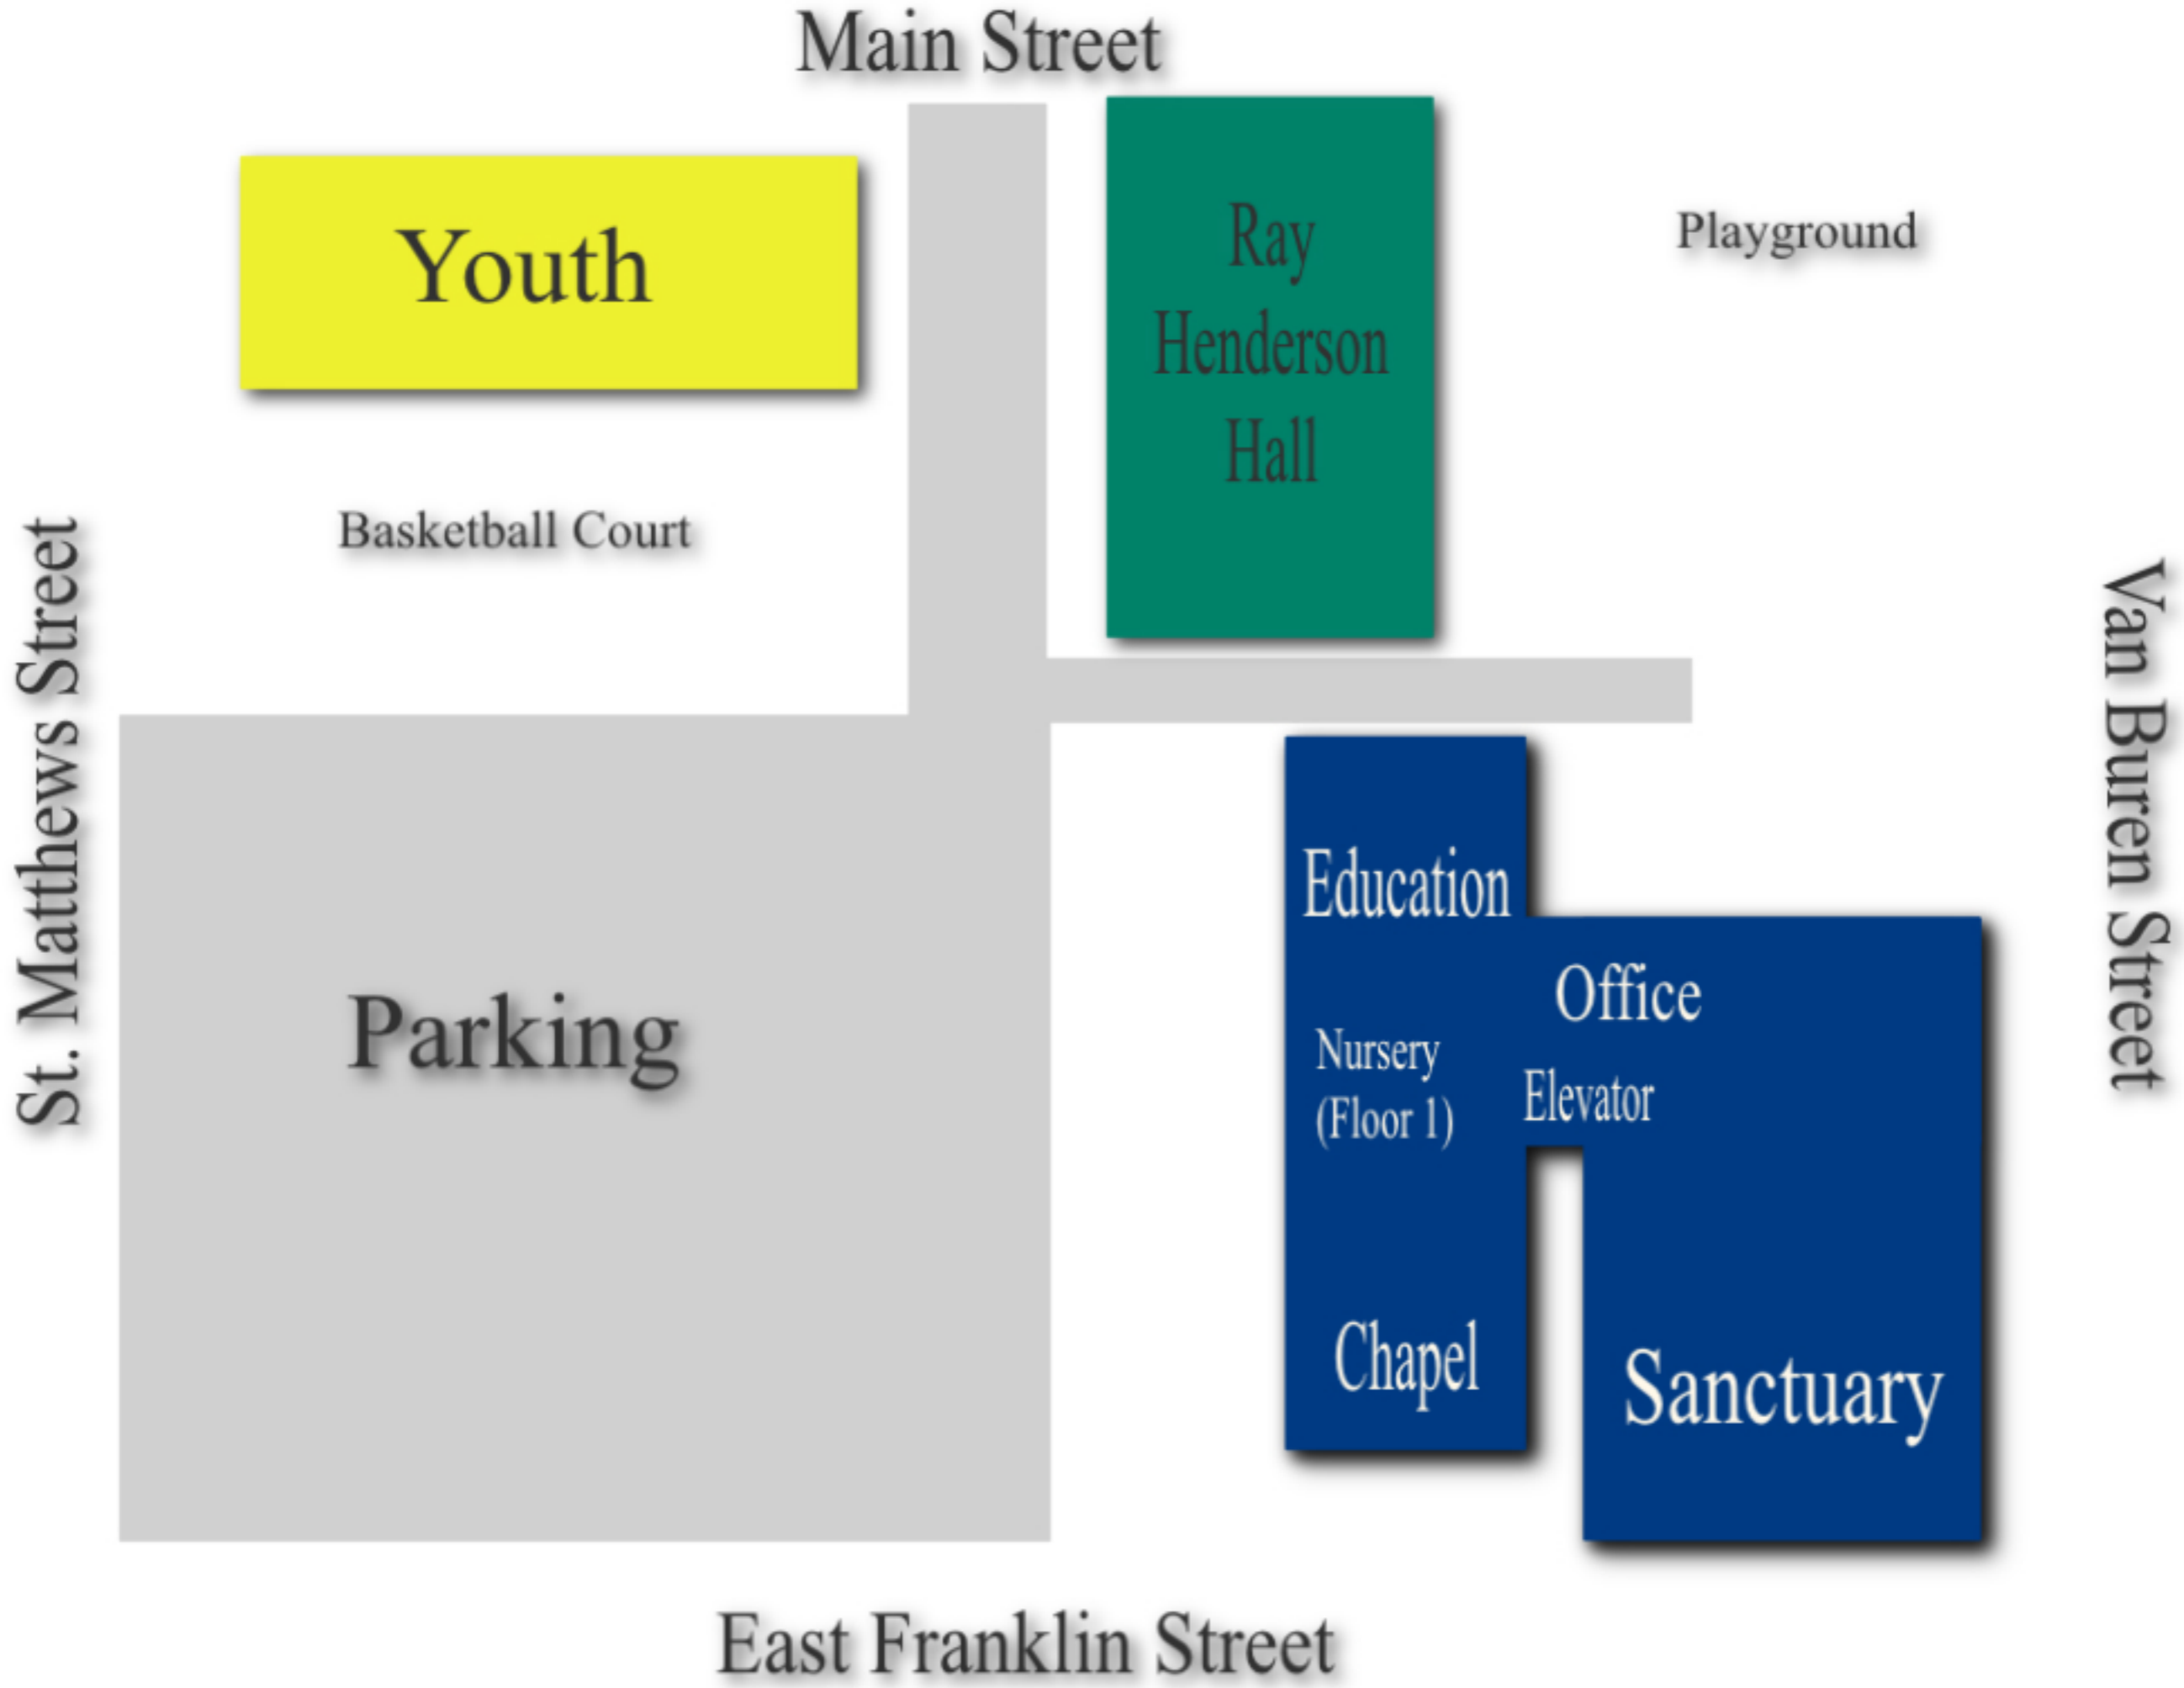 Main Street
Youth
Ray
Henderson
Hall
Playground
Basketball Court
St. Matthews Street
Van Buren Street
Parking
Education
Office
Nursery
(Floor 1)
Elevator
Chapel
Sanctuary
East Franklin Street